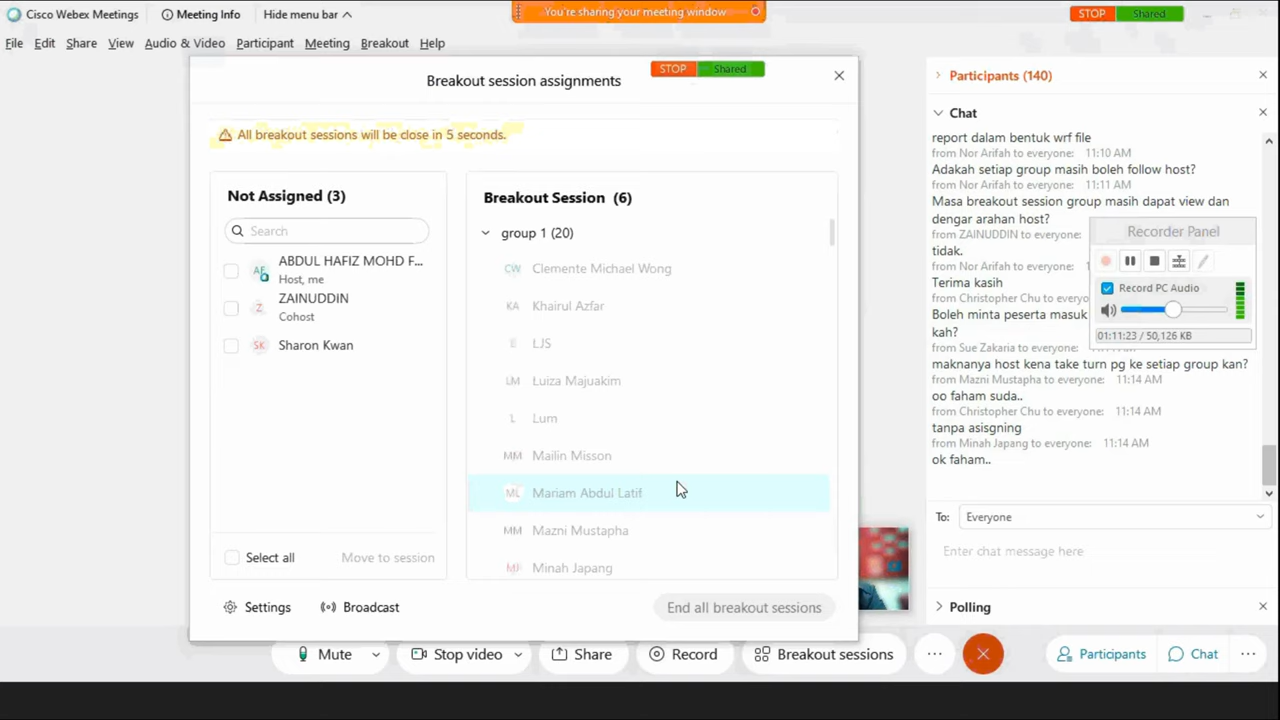 Cisco Webex Meetings
Meeting Info
Hide menu bar
You're sharing your meeting window
STOP
Shared
File Edit Share View Audio & Video Participant Meeting Breakout Help
STOP
Shared
Breakout session assignments
All breakout sessions will be close in 5 seconds.
Not Assigned (3)
Search
ABDUL HAFIZ MOHD F...
Host, me
Z
ZAINUDDIN
Cohost
SK
Sharon Kwan
Select all
Move to session
Breakout Session (6)
group 1 (20)
CW Clemente Michael Wong
KA Khairul Azfar
L LJS
LM Luiza Majuakim
L Lum
MM Mailin Misson
ML Mariam Abdul Latif
MM Mazni Mustapha
MJ Minah Japang
Settings
Broadcast
End all breakout sessions
Participants (140)
Chat
report dalam bentuk wrf file
from Nor Arifah to everyone: 11:10 AM
Adakah setiap group masih boleh follow host?
from Nor Arifah to everyone: 11:11 AM
Masa breakout session group masih dapat view dan
dengar arahan host?
from ZAINUDDIN to everyone:
tidak.
from Nor Arifah to everyone:
Terima kasih
from Christopher Chu to everyone:
Boleh minta peserta masuk
kah?
from Sue Zakaria to everyone:
maknanya host kena take turn pg ke setiap group kan?
from Mazni Mustapha to everyone: 11:14 AM
oo faham suda..
from Christopher Chu to everyone: 11:14 AM
tanpa asisgning
from Minah Japang to everyone: 11:14 AM
ok faham..
Recorder Panel
Record PC Audio
01:11:23 / 50,126 KB
To: Everyone
Enter chat message here
Polling
Mute
Stop video
Share
Record
Breakout sessions
Participants
Chat